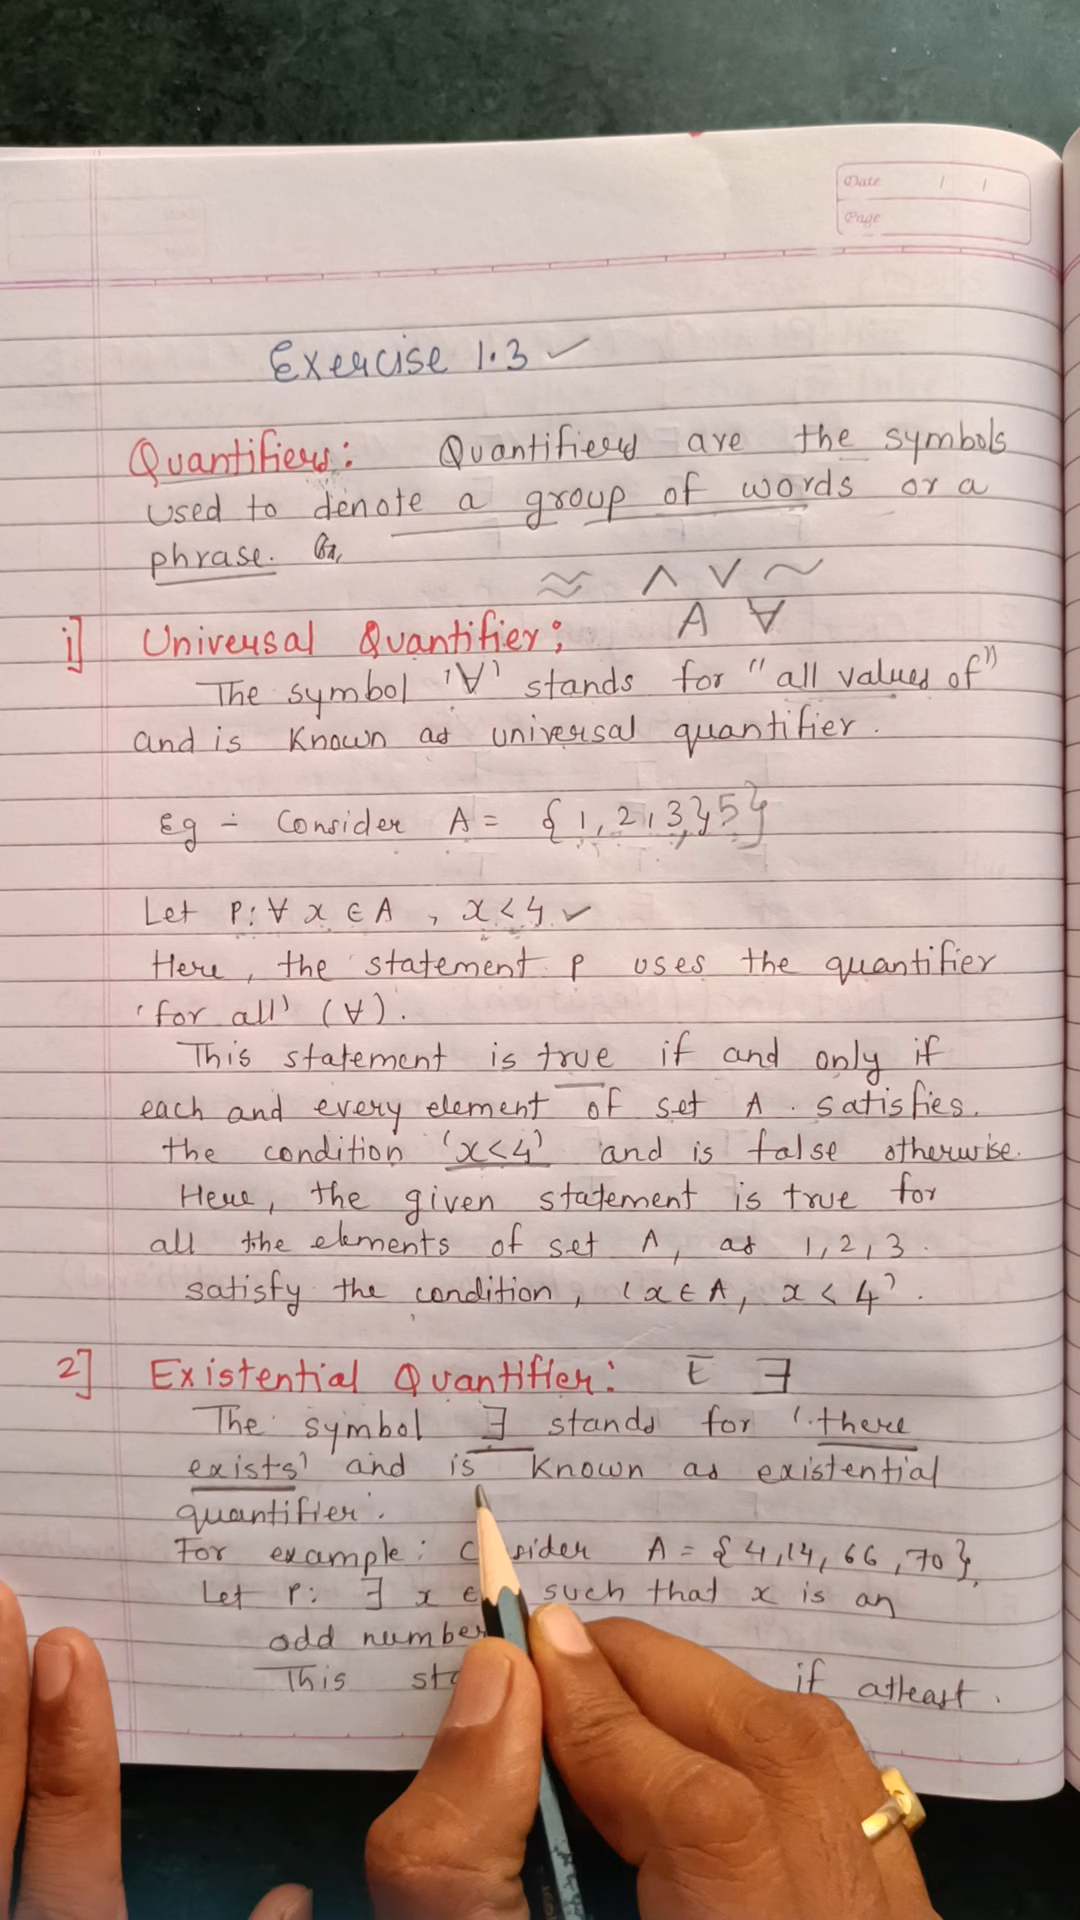 Date / /
Page
Exercise 1.3 ✓
Quantifiers: Quantifiers are the symbols
used to denote a group of words or a
phrase.
≈ ∧ ∨ ~
A ∀
i] Universal Quantifier:
The symbol '∀' stands for "all values of"
and is known as universal quantifier.
Eg ÷ Consider A = {1, 2, 3,} 5}
Let P: ∀ x ∈ A, x < 4 ✓
Here, the statement p uses the quantifier
'for all' (∀).
This statement is true if and only if
each and every element of set A. satisfies.
the condition 'x<4' and is false otherwise.
Here, the given statement is true for
all the elements of set A, as 1, 2, 3.
satisfy the condition, 'x ∈ A, x < 4'.
2] Existential Quantifier: E ∃
The symbol ∃ stands for 'there
exists' and is known as existential
quantifier.
For example: sider A = {4, 14, 66, 70},
Let P: ∃ x ∈ such that x is an
odd number
This if atleast.